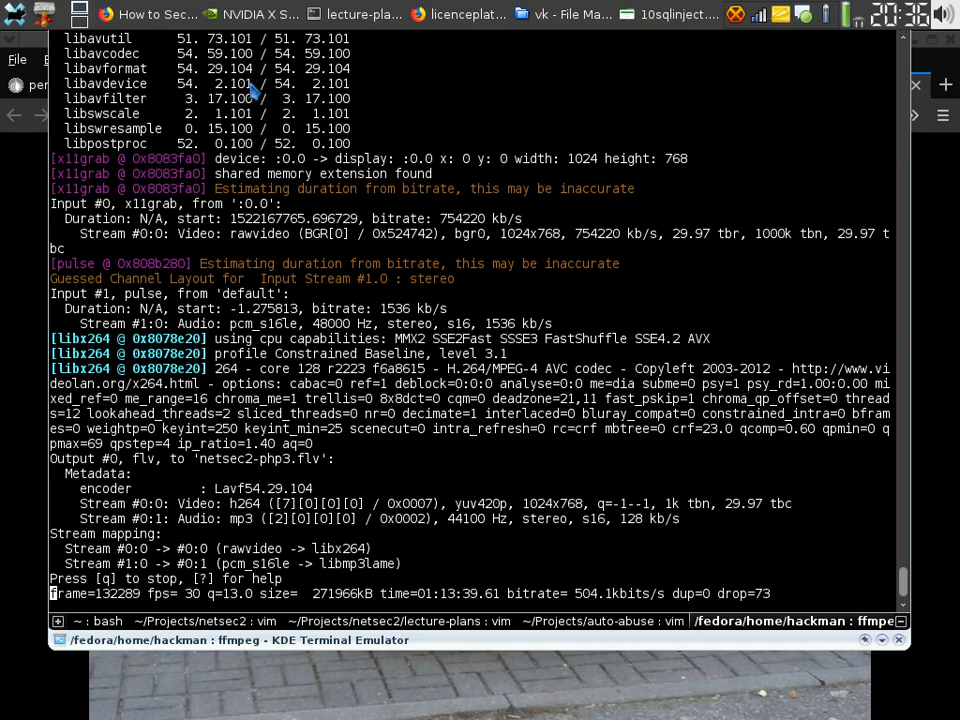 How to Sec...
NVIDIA X S...
lecture-pla...
licenceplat...
vk - File Ma...
10sqlinject...
20:36
File
per
libavutil 51. 73.101 / 51. 73.101
libavcodec 54. 59.100 / 54. 59.100
libavformat 54. 29.104 / 54. 29.104
libavdevice 54. 2.101 / 54. 2.101
libavfilter 3. 17.100 / 3. 17.100
libswscale 2. 1.101 / 2. 1.101
libswresample 0. 15.100 / 0. 15.100
libpostproc 52. 0.100 / 52. 0.100
[x11grab @ 0x8083fa0] device: :0.0 -> display: :0.0 x: 0 y: 0 width: 1024 height: 768
[x11grab @ 0x8083fa0] shared memory extension found
[x11grab @ 0x8083fa0] Estimating duration from bitrate, this may be inaccurate
Input #0, x11grab, from ':0.0':
Duration: N/A, start: 1522167765.696729, bitrate: 754220 kb/s
Stream #0:0: Video: rawvideo (BGR[0] / 0x524742), bgr0, 1024x768, 754220 kb/s, 29.97 tbr, 1000k tbn, 29.97 t
bc
[pulse @ 0x808b280] Estimating duration from bitrate, this may be inaccurate
Guessed Channel Layout for  Input Stream #1.0 : stereo
Input #1, pulse, from 'default':
Duration: N/A, start: -1.275813, bitrate: 1536 kb/s
Stream #1:0: Audio: pcm_s16le, 48000 Hz, stereo, s16, 1536 kb/s
[libx264 @ 0x8078e20] using cpu capabilities: MMX2 SSE2Fast SSSE3 FastShuffle SSE4.2 AVX
[libx264 @ 0x8078e20] profile Constrained Baseline, level 3.1
[libx264 @ 0x8078e20] 264 - core 128 r2223 f6a8615 - H.264/MPEG-4 AVC codec - Copyleft 2003-2012 - http://www.vi
deolan.org/x264.html - options: cabac=0 ref=1 deblock=0:0:0 analyse=0:0 me=dia subme=0 psy=1 psy_rd=1.00:0.00 mi
xed_ref=0 me_range=16 chroma_me=1 trellis=0 8x8dct=0 cqm=0 deadzone=21,11 fast_pskip=1 chroma_qp_offset=0 thread
s=12 lookahead_threads=2 sliced_threads=0 nr=0 decimate=1 interlaced=0 bluray_compat=0 constrained_intra=0 bfram
es=0 weightp=0 keyint=250 keyint_min=25 scenecut=0 intra_refresh=0 rc=crf mbtree=0 crf=23.0 qcomp=0.60 qpmin=0 q
pmax=69 qpstep=4 ip_ratio=1.40 aq=0
Output #0, flv, to 'netsec2-php3.flv':
Metadata:
encoder : Lavf54.29.104
Stream #0:0: Video: h264 ([7][0][0][0] / 0x0007), yuv420p, 1024x768, q=-1--1, 1k tbn, 29.97 tbc
Stream #0:1: Audio: mp3 ([2][0][0][0] / 0x0002), 44100 Hz, stereo, s16, 128 kb/s
Stream mapping:
Stream #0:0 -> #0:0 (rawvideo -> libx264)
Stream #1:0 -> #0:1 (pcm_s16le -> libmp3lame)
Press [q] to stop, [?] for help
frame=132289 fps= 30 q=13.0 size=  271966kB time=01:13:39.61 bitrate= 504.1kbits/s dup=0 drop=73
~ : bash
~/Projects/netsec2 : vim
~/Projects/netsec2/lecture-plans : vim
~/Projects/auto-abuse : vim
/fedora/home/hackman : ffmpe
/fedora/home/hackman : ffmpeg - KDE Terminal Emulator